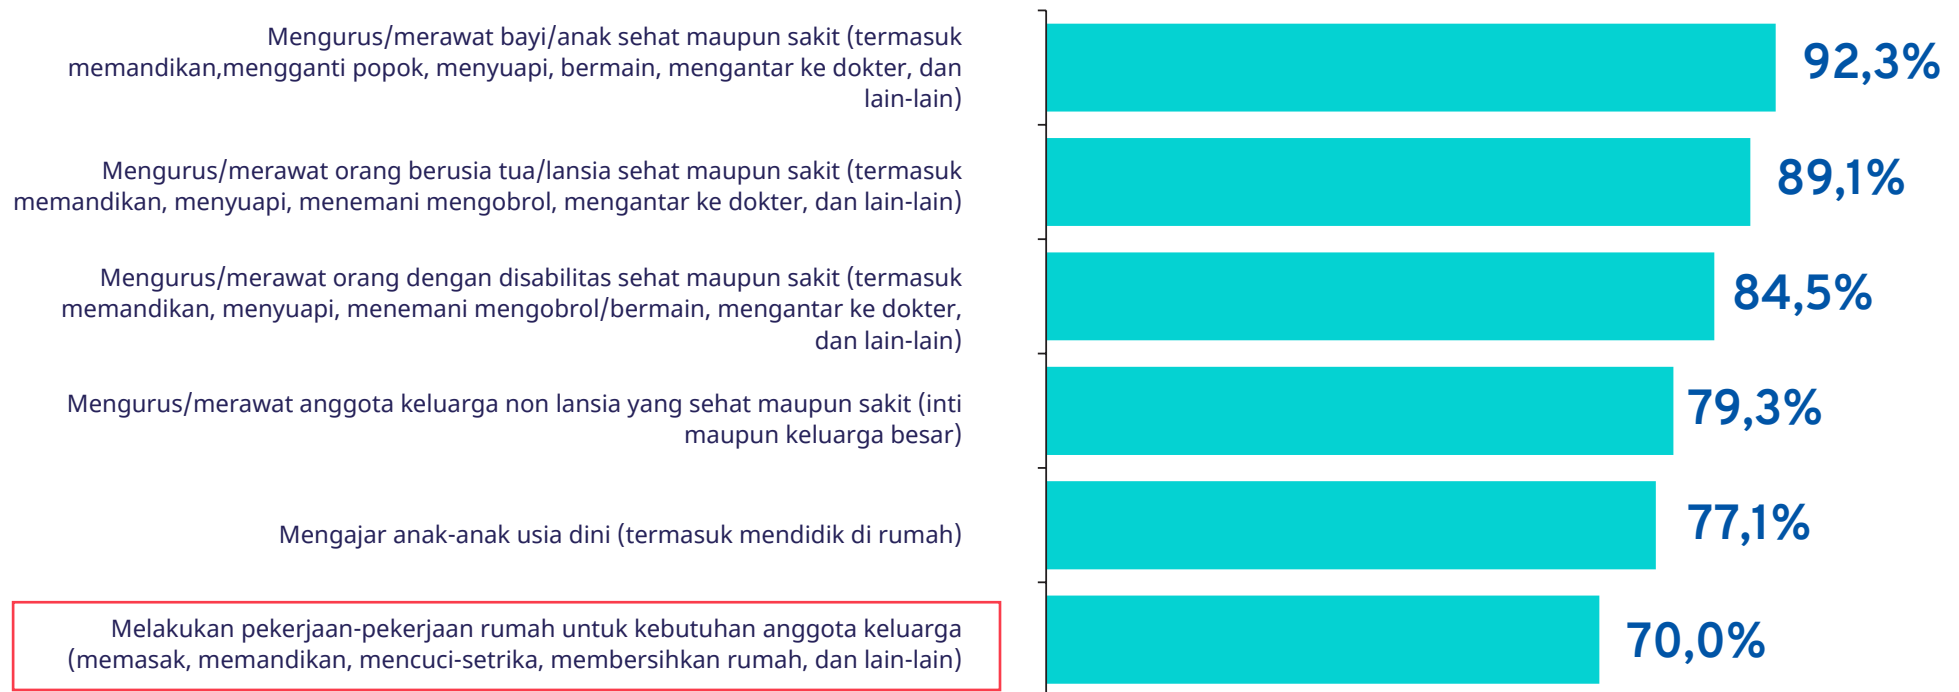 Mengurus/merawat bayi/anak sehat maupun sakit (termasuk
memandikan,mengganti popok, menyuapi, bermain, mengantar ke dokter, dan
lain-lain)
92,3%
Mengurus/merawat orang berusia tua/lansia sehat maupun sakit (termasuk
memandikan, menyuapi, menemani mengobrol, mengantar ke dokter, dan lain-lain)
89,1%
Mengurus/merawat orang dengan disabilitas sehat maupun sakit (termasuk
memandikan, menyuapi, menemani mengobrol/bermain, mengantar ke dokter,
dan lain-lain)
84,5%
Mengurus/merawat anggota keluarga non lansia yang sehat maupun sakit (inti
maupun keluarga besar)
79,3%
Mengajar anak-anak usia dini (termasuk mendidik di rumah)
77,1%
Melakukan pekerjaan-pekerjaan rumah untuk kebutuhan anggota keluarga
(memasak, memandikan, mencuci-setrika, membersihkan rumah, dan lain-lain)
70,0%